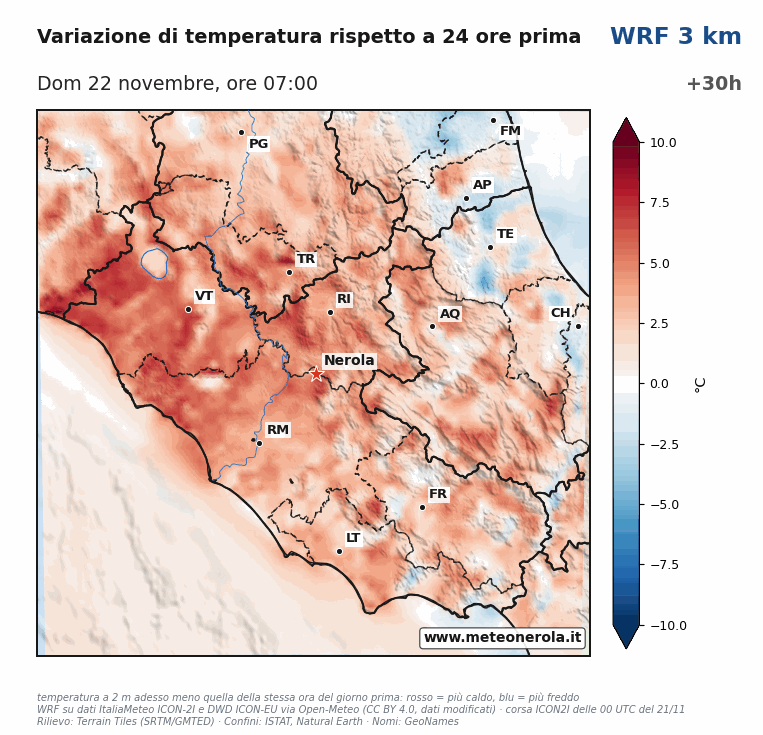 Variazione di temperatura rispetto a 24 ore prima
WRF 3 km
Dom 22 novembre, ore 07:00
+30h
FM
PG
AP
TE
TR
VT
RI
AQ
CH
Nerola
RM
FR
LT
www.meteonerola.it
10.0
7.5
5.0
2.5
0.0
−2.5
−5.0
−7.5
−10.0
°C
temperatura a 2 m adesso meno quella della stessa ora del giorno prima: rosso = più caldo, blu = più freddo
WRF su dati ItaliaMeteo ICON-2I e DWD ICON-EU via Open-Meteo (CC BY 4.0, dati modificati) · corsa ICON2I delle 00 UTC del 21/11
Rilievo: Terrain Tiles (SRTM/GMTED) · Confini: ISTAT, Natural Earth · Nomi: GeoNames